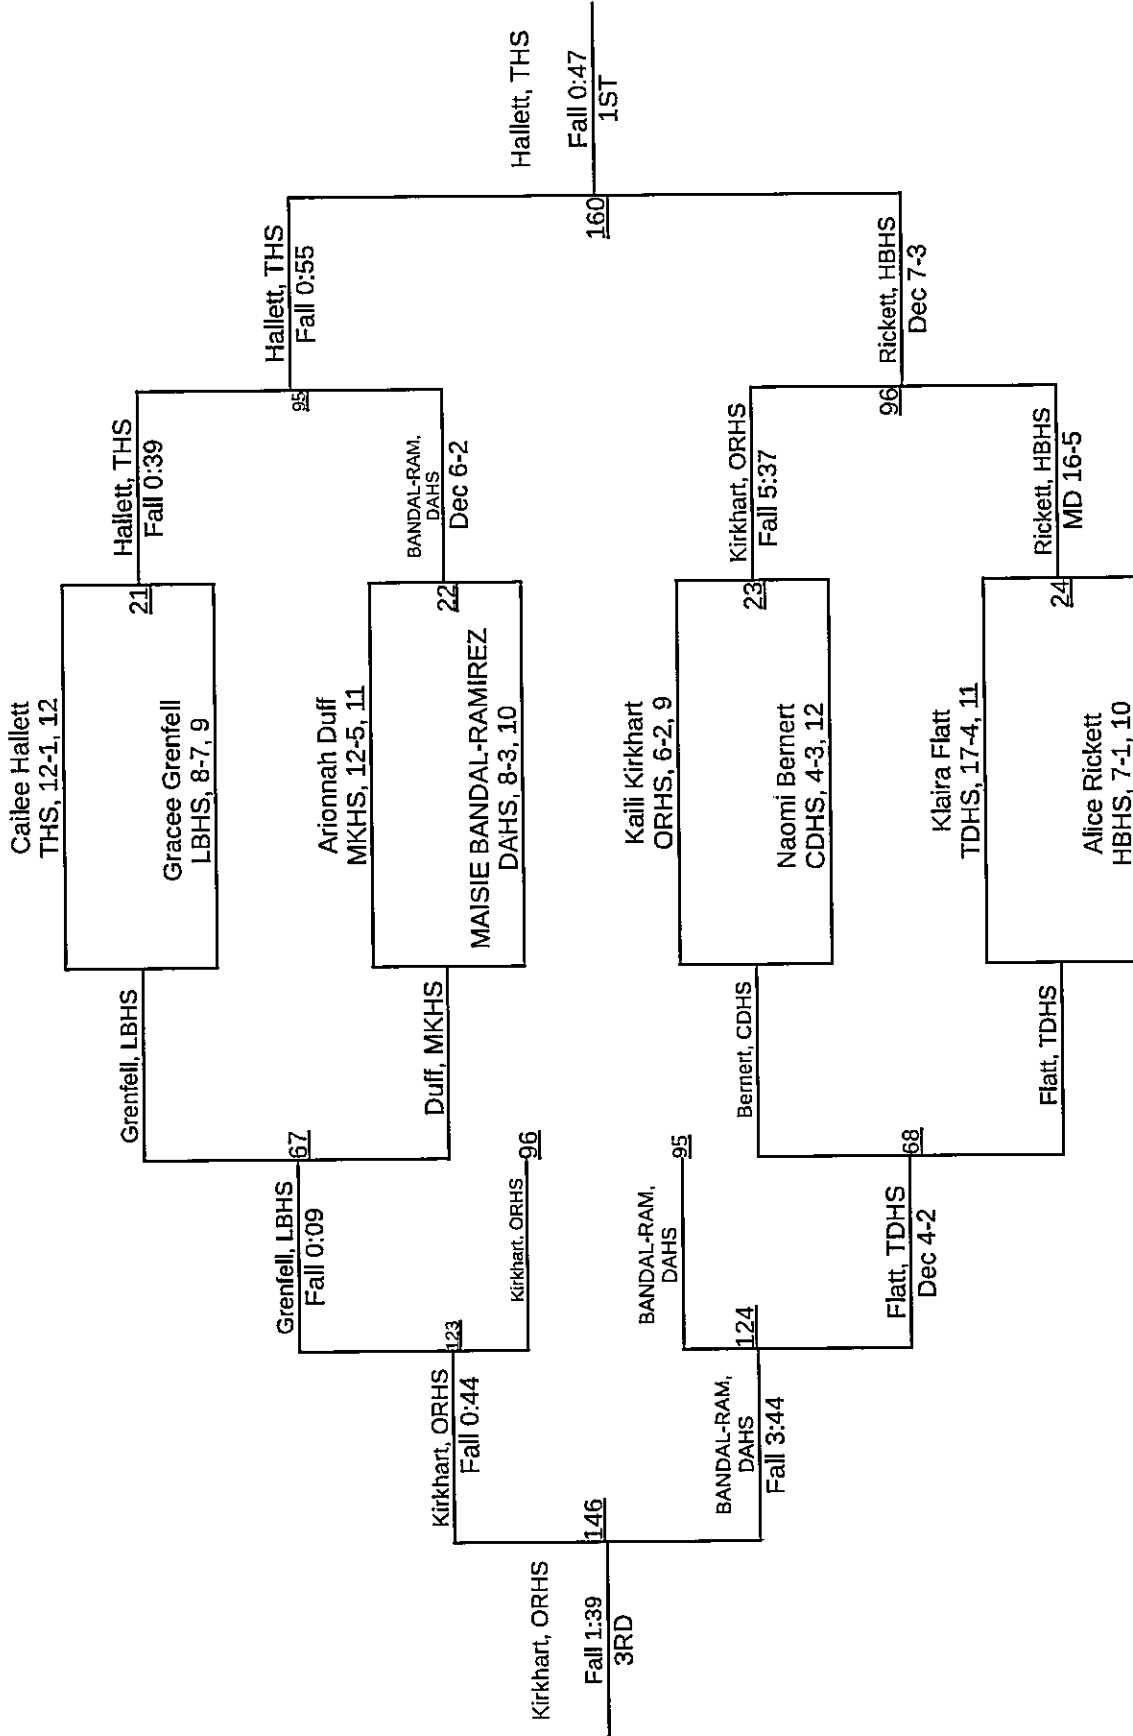 Cailee Hallett
THS, 12-1, 12
21
Gracee Grenfell
LBHS, 8-7, 9
Arionnah Duff
MKHS, 12-5, 11
22
MAISIE BANDAL-RAMIREZ
DAHS, 8-3, 10
Kaili Kirkhart
ORHS, 6-2, 9
23
Naomi Bernert
CDHS, 4-3, 12
Klaira Flatt
TDHS, 17-4, 11
24
Alice Rickett
HBHS, 7-1, 10
Hallett, THS
Fall 0:39
95
BANDAL-RAM,
DAHS
Dec 6-2
Kirkhart, ORHS
Fall 5:37
96
Rickett, HBHS
MD 16-5
Hallett, THS
Fall 0:55
160
Rickett, HBHS
Dec 7-3
Hallett, THS
Fall 0:47
1ST
Grenfell, LBHS
67
Duff, MKHS
Bernert, CDHS
68
Flatt, TDHS
Grenfell, LBHS
Fall 0:09
123
Kirkhart, ORHS
96
BANDAL-RAM,
DAHS
95
124
Flatt, TDHS
Dec 4-2
Kirkhart, ORHS
Fall 0:44
146
BANDAL-RAM,
DAHS
Fall 3:44
Kirkhart, ORHS
Fall 1:39
3RD